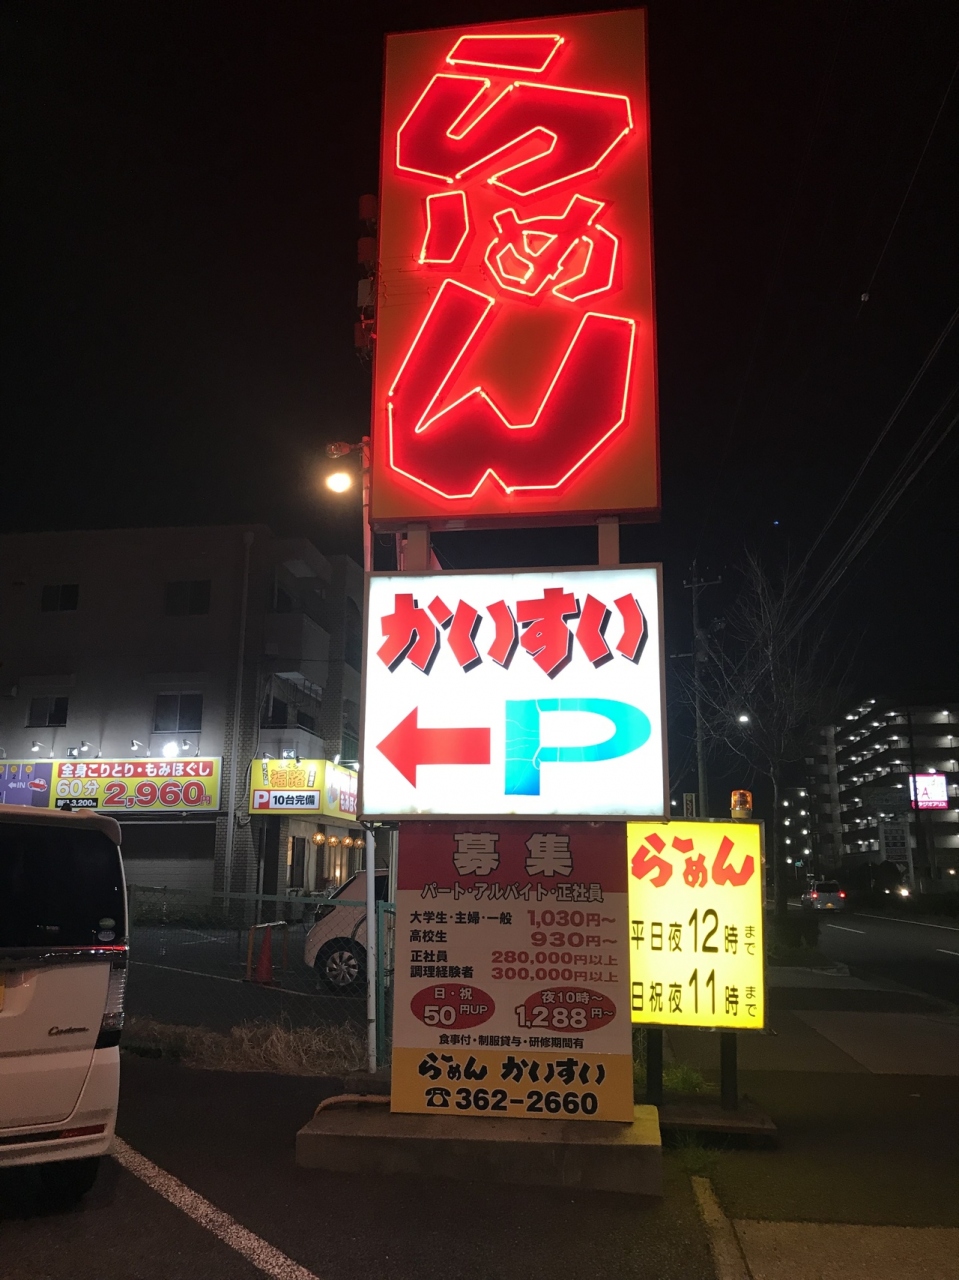 らぁめん
かいすい
←P
募集
パート・アルバイト・正社員
大学生・主婦・一般 1,030円~
高校生 930円~
正社員 280,000円以上
調理経験者 300,000円以上
日・祝
50円UP
夜10時~
1,288円~
食事付・制服貸与・研修期間有
らぁめん かいすい
☎362-2660
らぁめん
平日夜12時まで
日祝夜11時まで
←IN
全身こりとり・もみほぐし
60分 2,960円
3,200
福路
P 10台完備
Custom